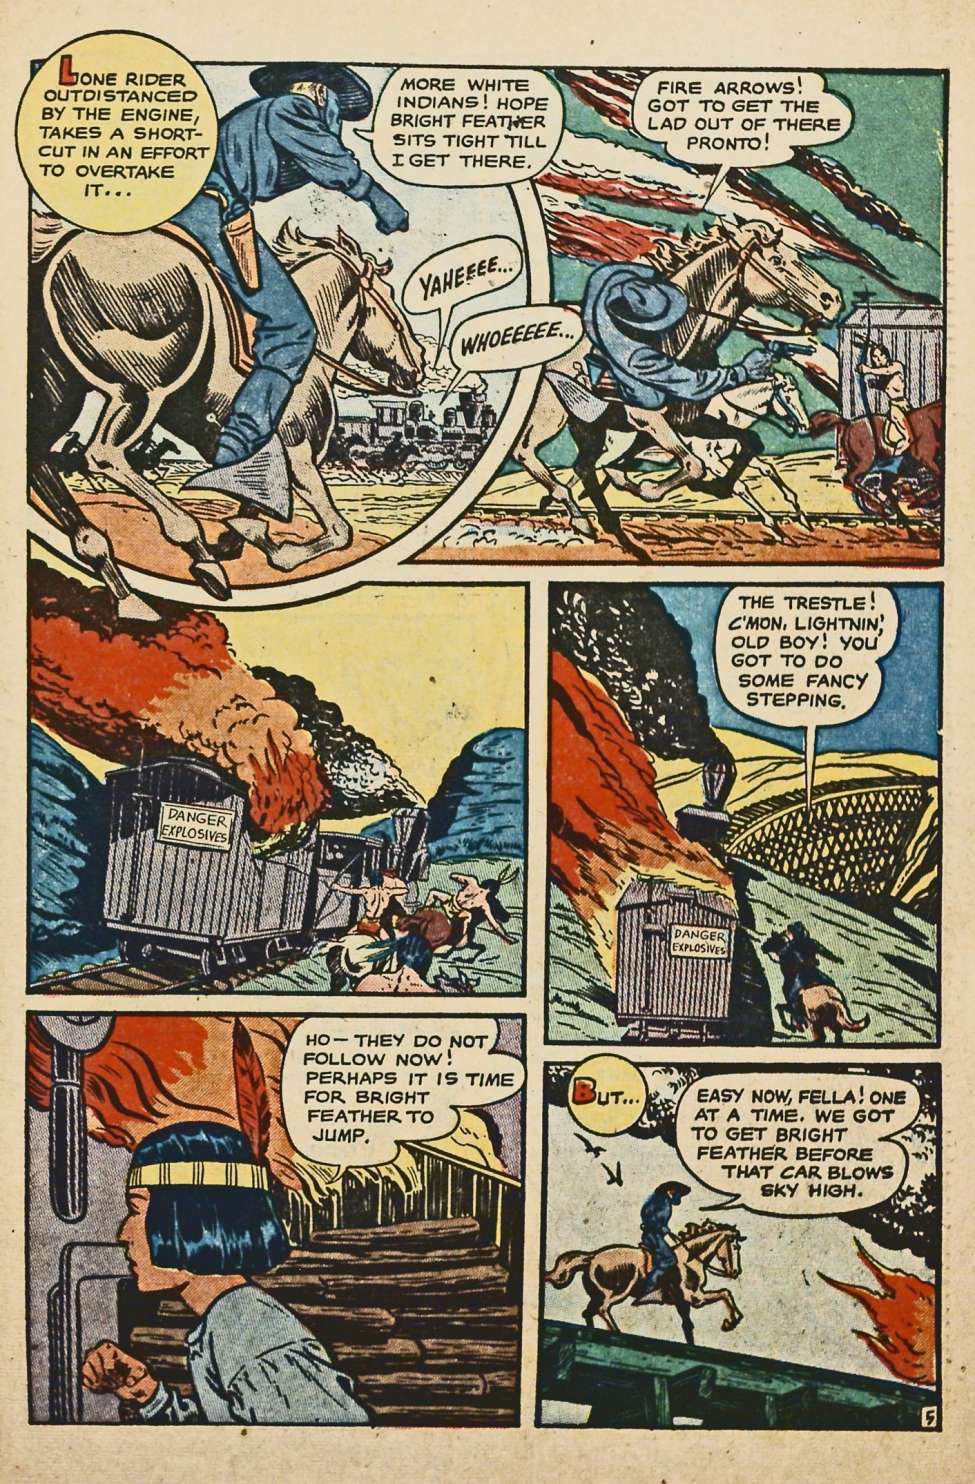 LONE RIDER
OUTDISTANCED
BY THE ENGINE,
TAKES A SHORT-
CUT IN AN EFFORT
TO OVERTAKE
IT...
MORE WHITE
INDIANS! HOPE
BRIGHT FEATHER
SITS TIGHT 'TILL
I GET THERE.
YAHEEEE...
WHOEEEEE...
FIRE ARROWS!
GOT TO GET THE
LAD OUT OF THERE
PRONTO!
DANGER
EXPLOSIVES
THE TRESTLE!
C'MON, LIGHTNIN',
OLD BOY! YOU
GOT TO DO
SOME FANCY
STEPPING.
DANGER
EXPLOSIVES
HO - THEY DO NOT
FOLLOW NOW!
PERHAPS IT IS TIME
FOR BRIGHT
FEATHER TO
JUMP.
BUT...
EASY NOW, FELLA! ONE
AT A TIME. WE GOT
TO GET BRIGHT
FEATHER BEFORE
THAT CAR BLOWS
SKY HIGH.
5